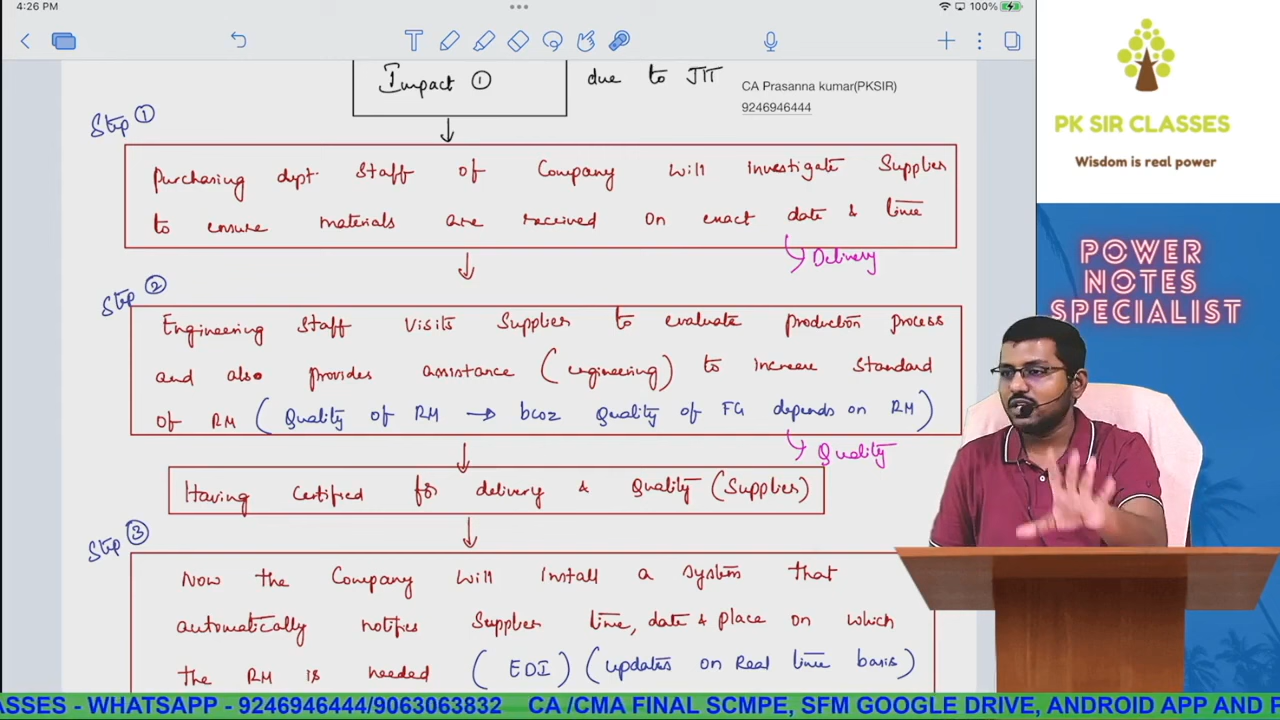 4:26 PM
100%
Impact ①
due to JIT
CA Prasanna kumar(PKSIR)
9246946444
Step ①
Purchasing dept. Staff of Company will investigate Supplier
to ensure materials are received on exact date & time
Delivery
Step ②
Engineering Staff Visits Supplier to evaluate production process
and also provides assistance (engineering) to increase Standard
of RM (Quality of RM → bcoz Quality of FG depends on RM)
Quality
Having Certified for delivery & Quality (Supplier)
Step ③
Now the Company will install a system that
automatically notifies Supplier time, date & place on which
the RM is needed (EDI) (updates on Real time basis)
PK SIR CLASSES
Wisdom is real power
POWER
NOTES
SPECIALIST
ASSES - WHATSAPP - 9246946444/9063063832 CA /CMA FINAL SCMPE, SFM GOOGLE DRIVE, ANDROID APP AND P